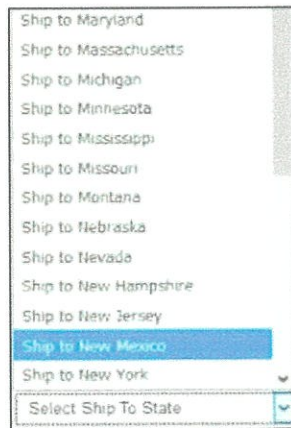 Ship to Maryland
Ship to Massachusetts
Ship to Michigan
Ship to Minnesota
Ship to Mississippi
Ship to Missouri
Ship to Montana
Ship to Nebraska
Ship to Nevada
Ship to New Hampshire
Ship to New Jersey
Ship to New Mexico
Ship to New York
Select Ship To State